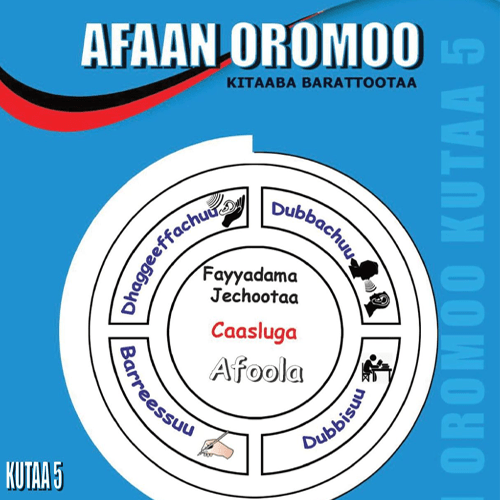 AFAAN OROMOO
KITAABA BARATTOOTAA
OROMOO KUTAA 5
Dhaggeeffachuu
Dubbachuu
Fayyadama
Jechootaa
Caasluga
Afoola
Barreessuu
Dubbisuu
KUTAA 5